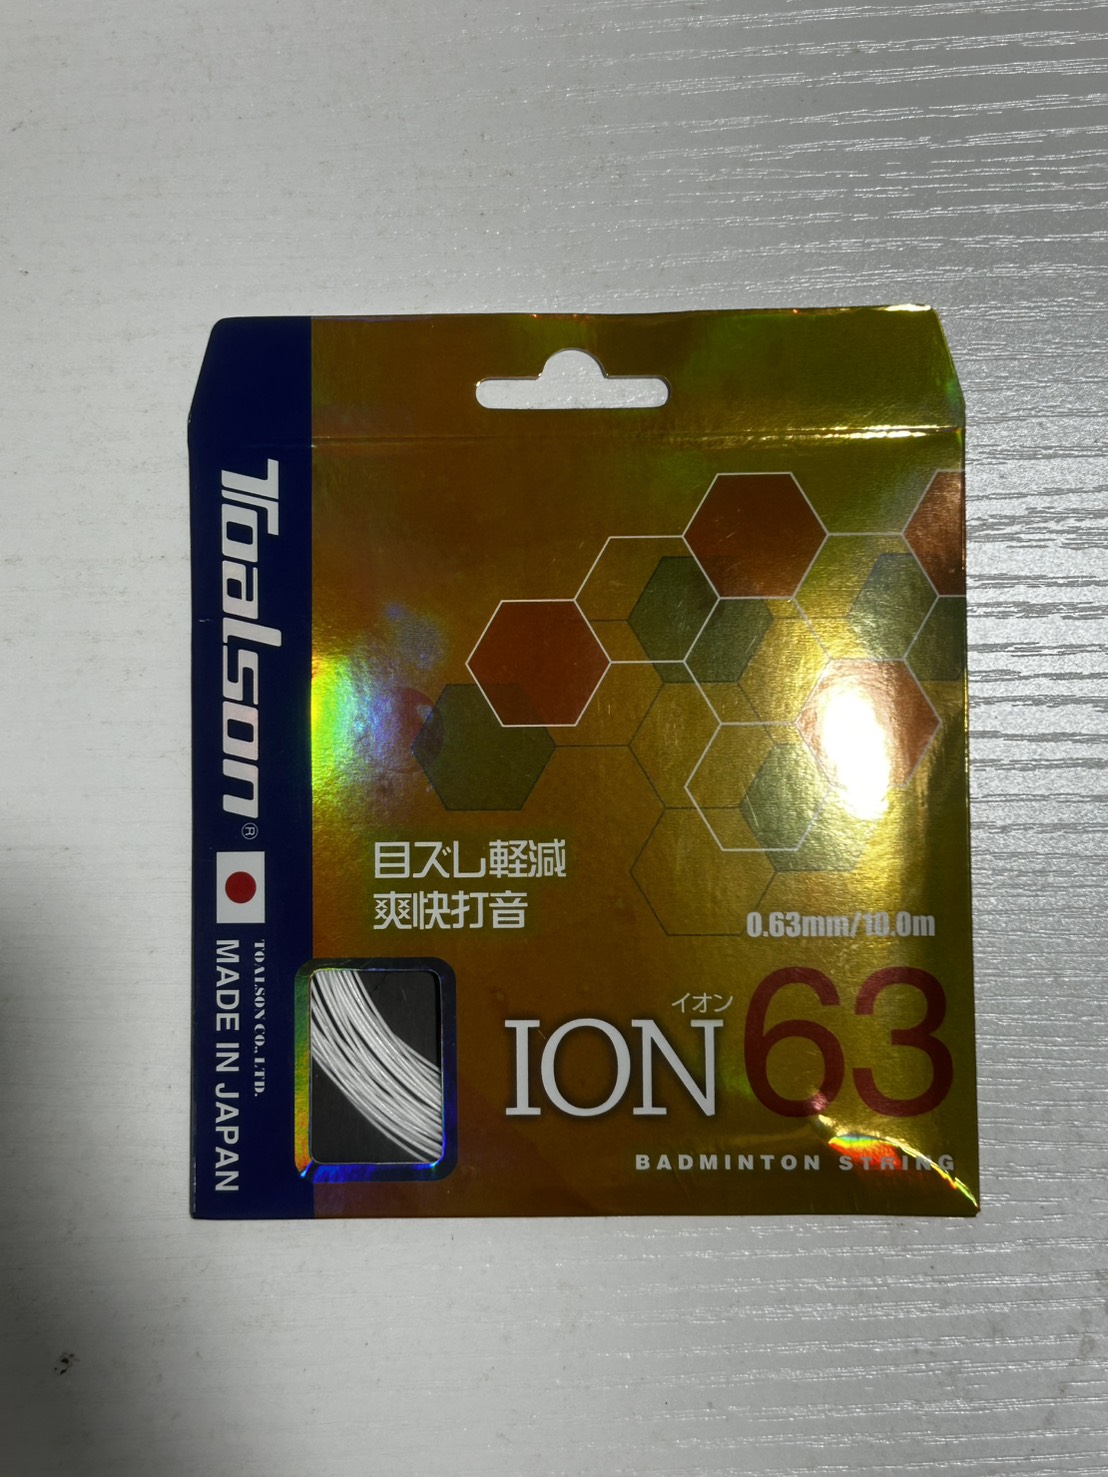 Toalson®
TOALSON CO., LTD.
MADE IN JAPAN
目ズレ軽減
爽快打音
0.63mm/10.0m
イオン
ION 63
BADMINTON STRING